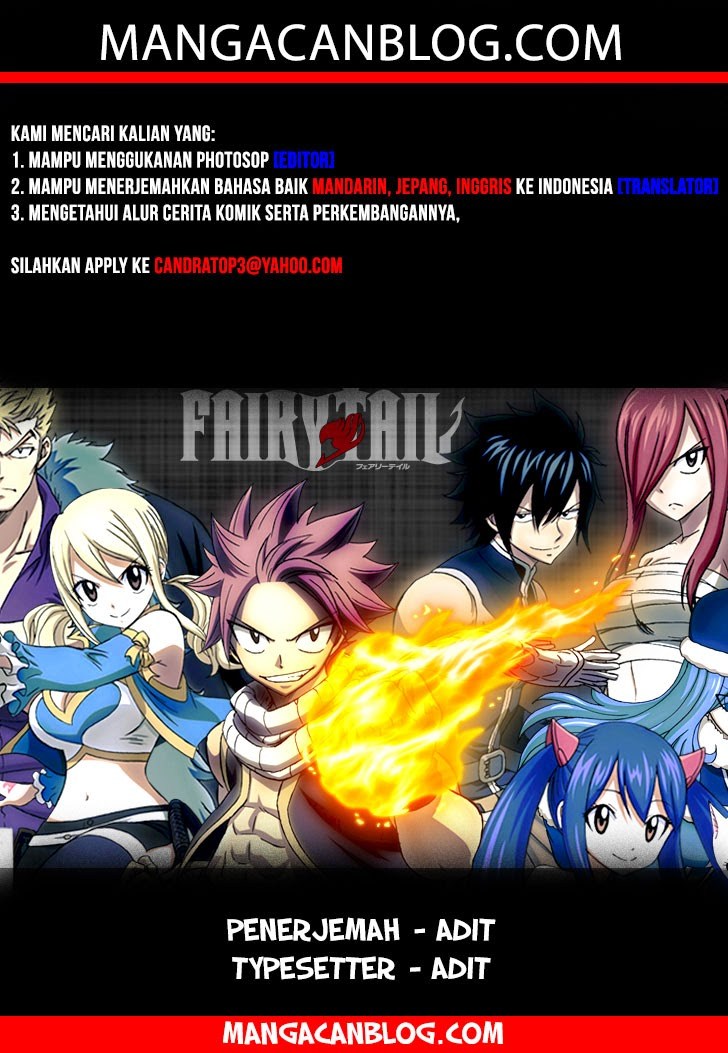 MANGACANBLOG.COM
KAMI MENCARI KALIAN YANG:
1. MAMPU MENGGUKANAN PHOTOSOP [EDITOR]
2. MAMPU MENERJEMAHKAN BAHASA BAIK MANDARIN, JEPANG, INGGRIS KE INDONESIA [TRANSLATOR]
3. MENGETAHUI ALUR CERITA KOMIK SERTA PERKEMBANGANNYA,
SILAHKAN APPLY KE CANDRATOP3@YAHOO.COM
FAIRY TAIL
フェアリーテイル
PENERJEMAH - ADIT
TYPESETTER - ADIT
MANGACANBLOG.COM